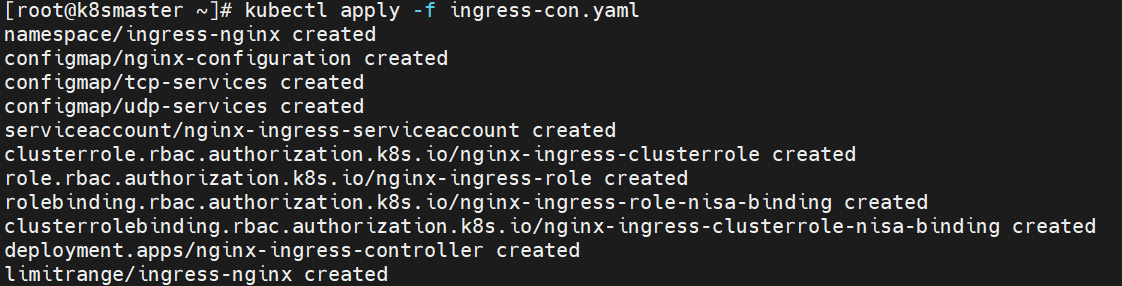 [root@k8smaster ~]# kubectl apply -f ingress-con.yaml
namespace/ingress-nginx created
configmap/nginx-configuration created
configmap/tcp-services created
configmap/udp-services created
serviceaccount/nginx-ingress-serviceaccount created
clusterrole.rbac.authorization.k8s.io/nginx-ingress-clusterrole created
role.rbac.authorization.k8s.io/nginx-ingress-role created
rolebinding.rbac.authorization.k8s.io/nginx-ingress-role-nisa-binding created
clusterrolebinding.rbac.authorization.k8s.io/nginx-ingress-clusterrole-nisa-binding created
deployment.apps/nginx-ingress-controller created
limitrange/ingress-nginx created